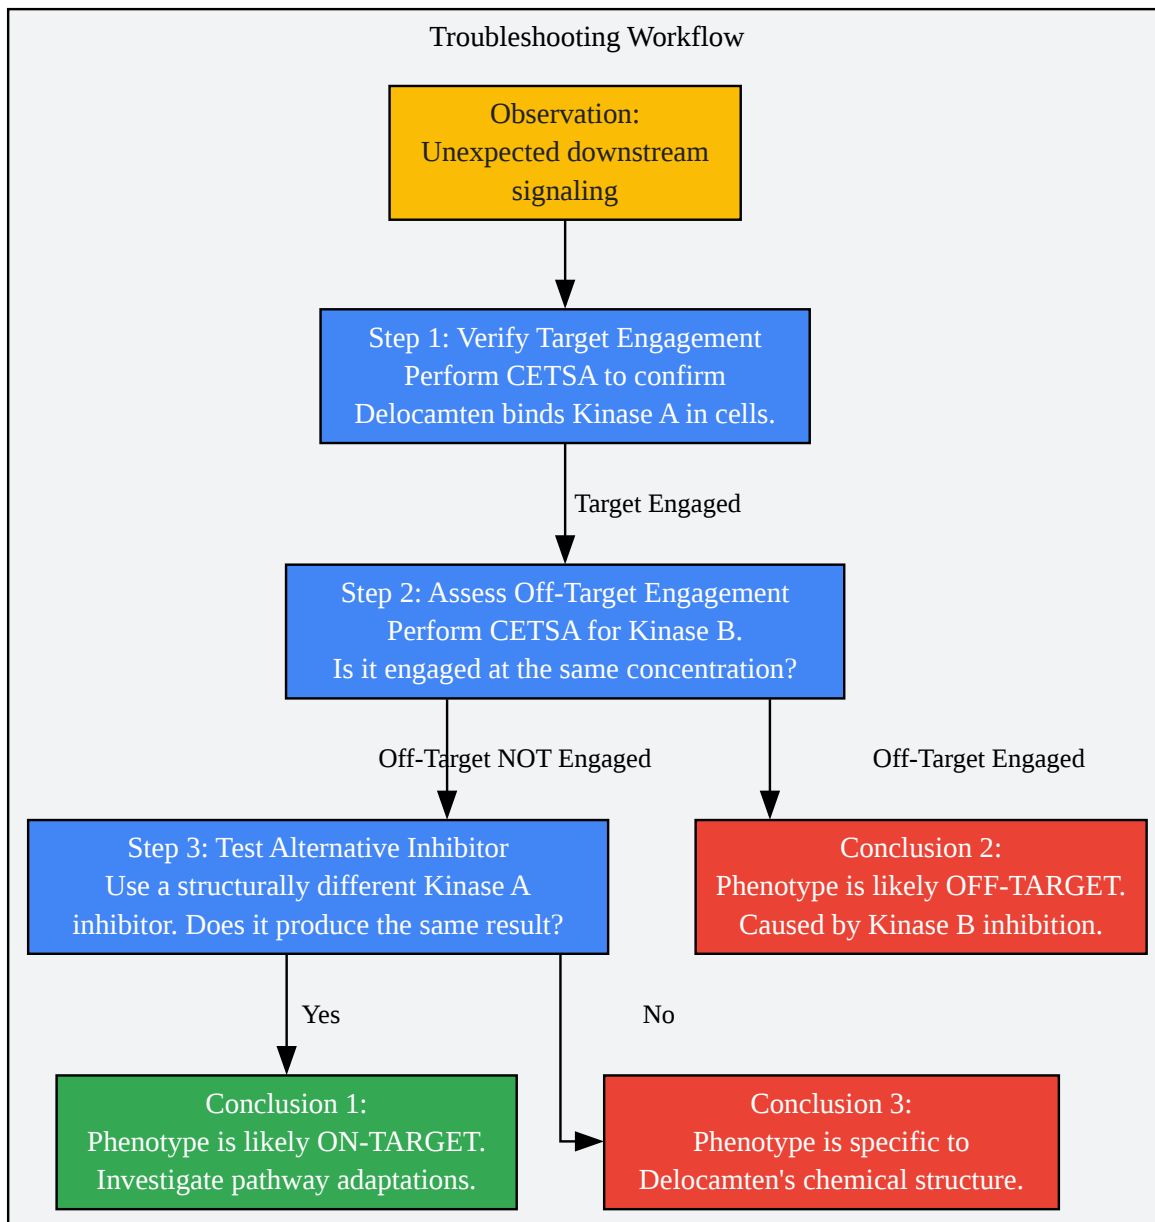 Troubleshooting Workflow
Observation:
Unexpected downstream
signaling
Step 1: Verify Target Engagement
Perform CETSA to confirm
Delocamten binds Kinase A in cells.
Target Engaged
Step 2: Assess Off-Target Engagement
Perform CETSA for Kinase B.
Is it engaged at the same concentration?
Off-Target NOT Engaged
Off-Target Engaged
Step 3: Test Alternative Inhibitor
Use a structurally different Kinase A
inhibitor. Does it produce the same result?
Conclusion 2:
Phenotype is likely OFF-TARGET.
Caused by Kinase B inhibition.
Yes
No
Conclusion 1:
Phenotype is likely ON-TARGET.
Investigate pathway adaptations.
Conclusion 3:
Phenotype is specific to
Delocamten's chemical structure.